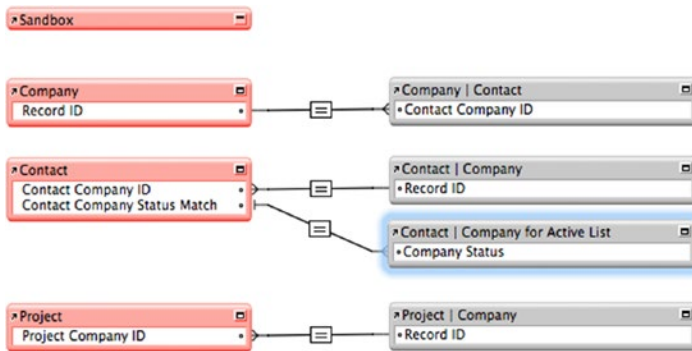 Sandbox
Company
Record ID
Company | Contact
Contact Company ID
Contact
Contact Company ID
Contact Company Status Match
Contact | Company
Record ID
Contact | Company for Active List
Company Status
Project
Project Company ID
Project | Company
Record ID